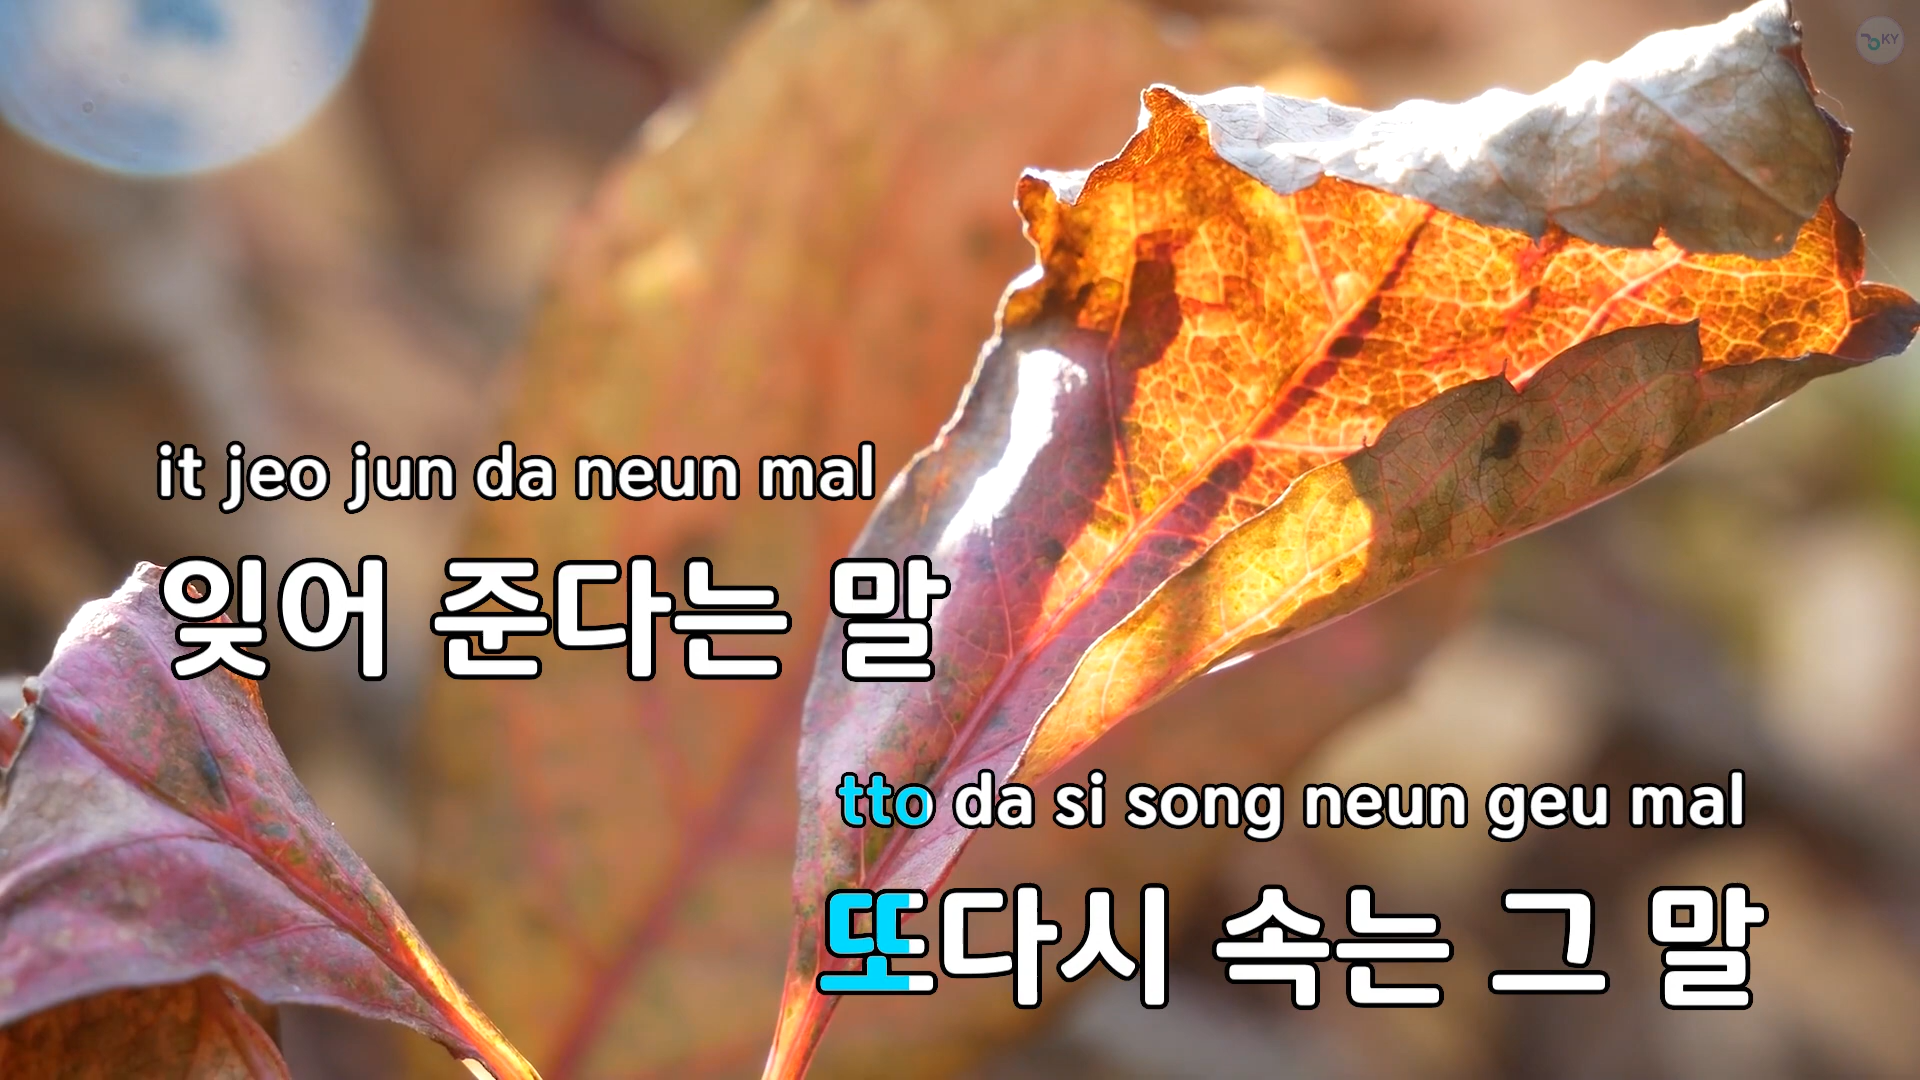 KY
it jeo jun da neun mal
잊어 준다는 말
tto da si song neun geu mal
또다시 속는 그 말